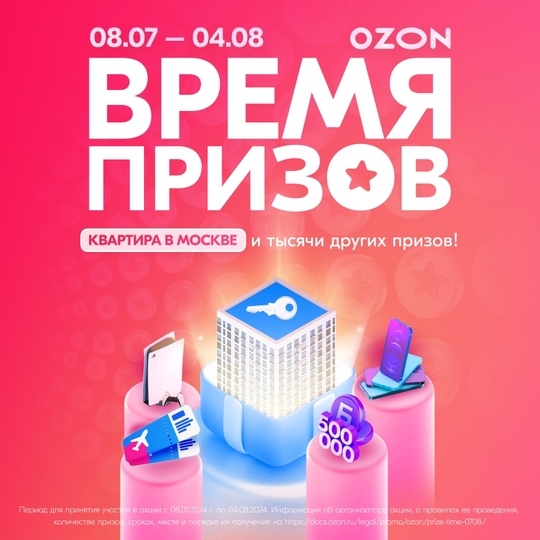 08.07 — 04.08 OZON
ВРЕМЯ
ПРИЗОВ
КВАРТИРА В МОСКВЕ и тысячи других призов!
Б
500
000
Период для принятия участия в акции с 08.07.2024 г. по 04.08.2024. Информация об организаторе акции, о правилах ее проведения,
количестве призов, сроках, месте и порядке их получения на https://docs.ozon.ru/legal/promo/ozon/prize-time-0708/